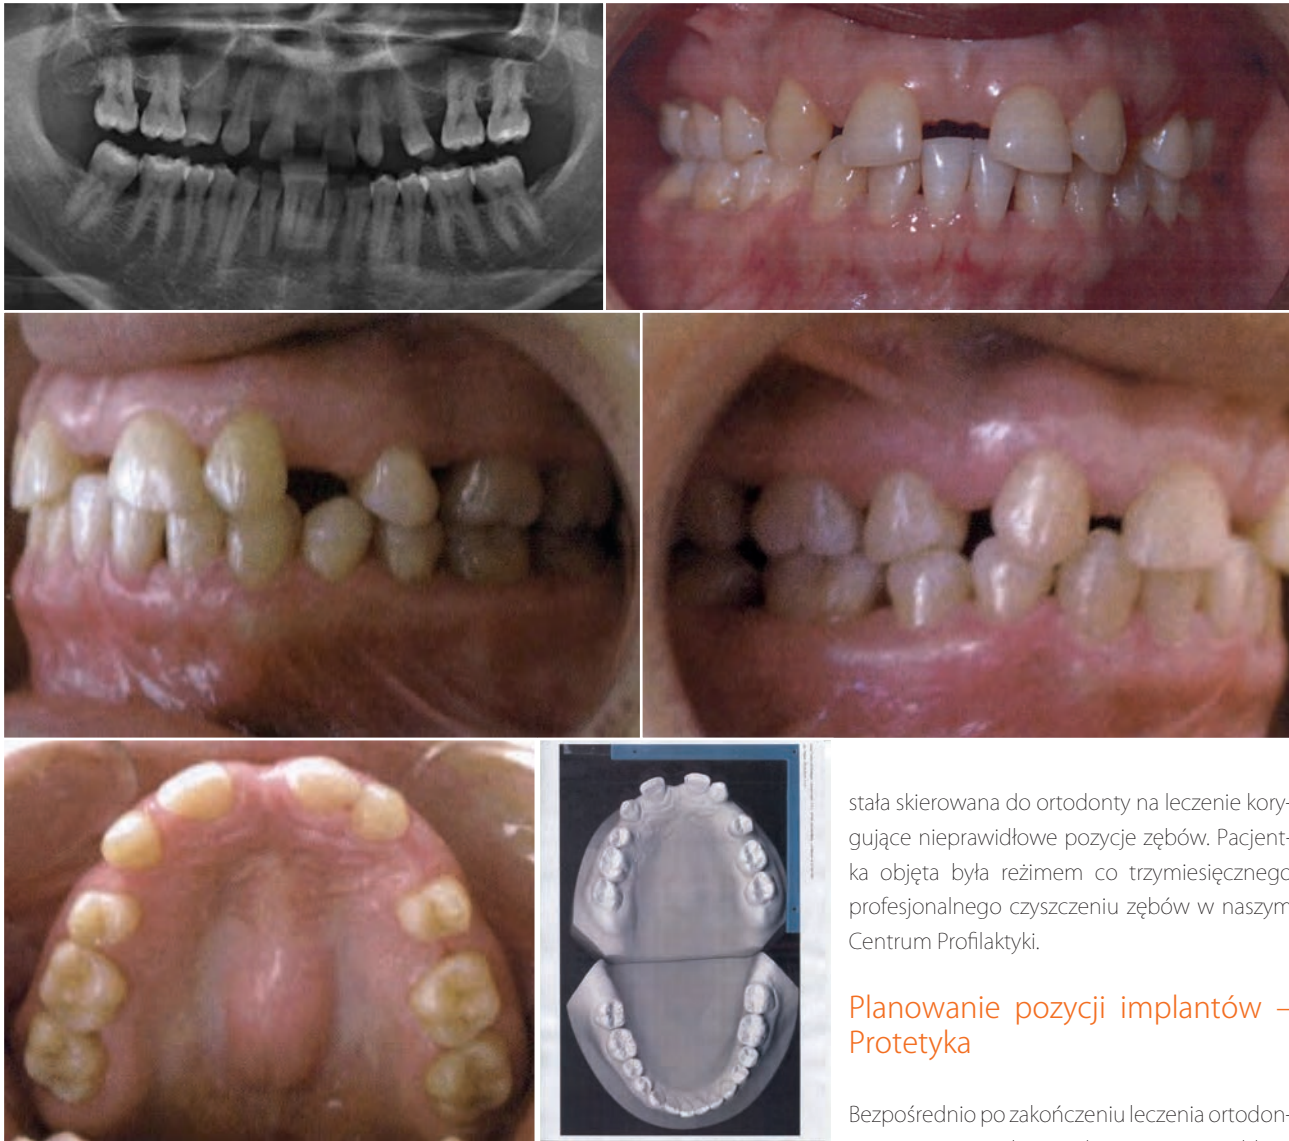 stała skierowana do ortodonty na leczenie kory-
gujące nieprawidłowe pozycje zębów. Pacjent-
ka objęta była reżimem co trzymiesięcznego
profesjonalnego czyszczeniu zębów w naszym
Centrum Profilaktyki.
Planowanie pozycji implantów –
Protetyka
Bezpośrednio po zakończeniu leczenia ortodon-